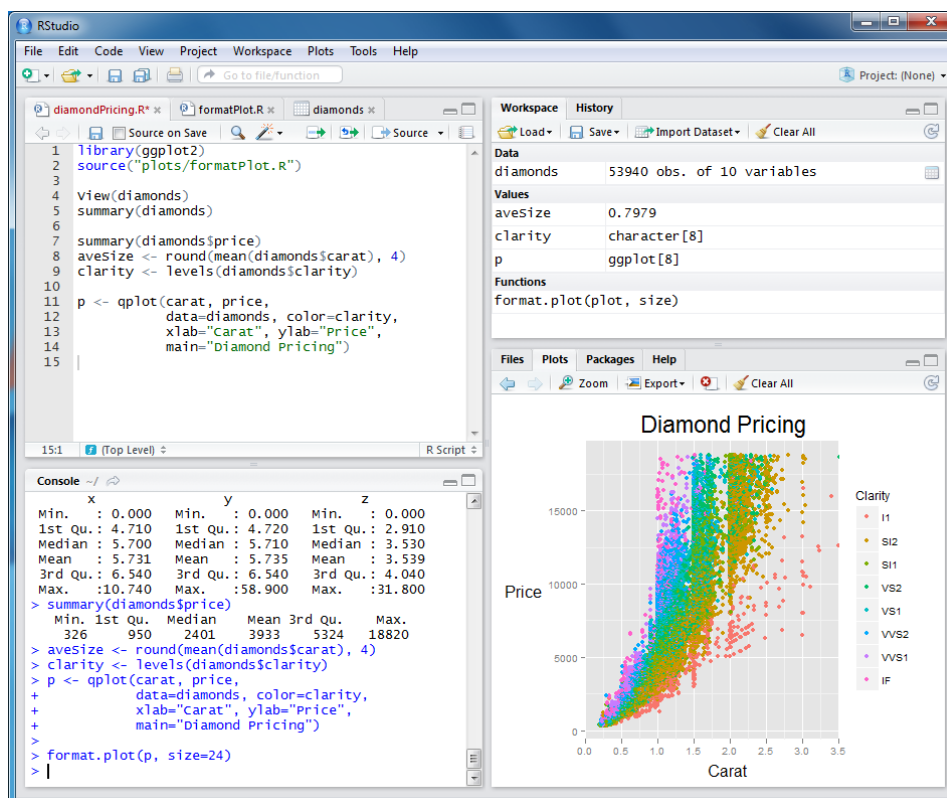 RStudio
File Edit Code View Project Workspace Plots Tools Help
Go to file/function
Project: (None)
diamondPricing.R* formatPlot.R diamonds
Source on Save Source
1 library(ggplot2)
2 source("plots/formatPlot.R")
3
4 View(diamonds)
5 summary(diamonds)
6
7 summary(diamonds$price)
8 aveSize <- round(mean(diamonds$carat), 4)
9 clarity <- levels(diamonds$clarity)
10
11 p <- qplot(carat, price,
12 data=diamonds, color=clarity,
13 xlab="Carat", ylab="Price",
14 main="Diamond Pricing")
15
15:1 (Top Level) R Script
Console ~/
x y z
Min. : 0.000 Min. : 0.000 Min. : 0.000
1st Qu.: 4.710 1st Qu.: 4.720 1st Qu.: 2.910
Median : 5.700 Median : 5.710 Median : 3.530
Mean : 5.731 Mean : 5.735 Mean : 3.539
3rd Qu.: 6.540 3rd Qu.: 6.540 3rd Qu.: 4.040
Max. :10.740 Max. :58.900 Max. :31.800
> summary(diamonds$price)
Min. 1st Qu. Median Mean 3rd Qu. Max.
326 950 2401 3933 5324 18820
> aveSize <- round(mean(diamonds$carat), 4)
> clarity <- levels(diamonds$clarity)
> p <- qplot(carat, price,
+ data=diamonds, color=clarity,
+ xlab="Carat", ylab="Price",
+ main="Diamond Pricing")
>
> format.plot(p, size=24)
>
Workspace History
Load Save Import Dataset Clear All
Data
diamonds 53940 obs. of 10 variables
Values
aveSize 0.7979
clarity character[8]
p ggplot[8]
Functions
format.plot(plot, size)
Files Plots Packages Help
Zoom Export Clear All
Diamond Pricing
Price
15000
10000
5000
0
0.0 0.5 1.0 1.5 2.0 2.5 3.0 3.5
Carat
Clarity
I1
SI2
SI1
VS2
VS1
VVS2
VVS1
IF